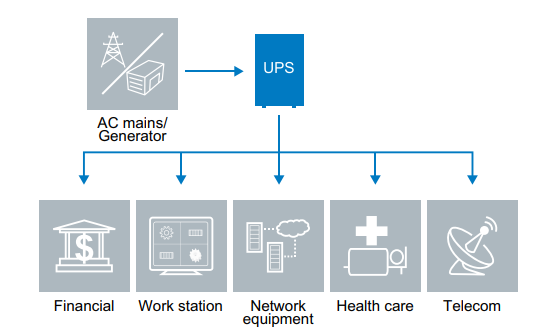 UPS
AC mains/
Generator
$
Financial
Work station
Network
equipment
Health care
Telecom